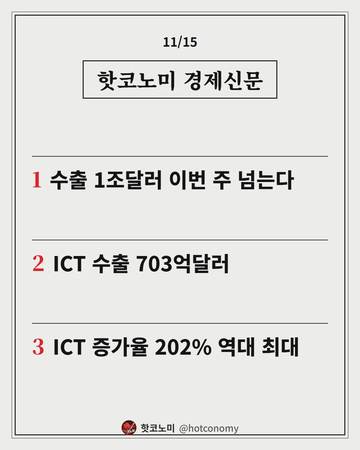 11/15
핫코노미 경제신문
1 수출 1조달러 이번 주 넘는다
2 ICT 수출 703억달러
3 ICT 증가율 202% 역대 최대
핫코노미 @hotconomy